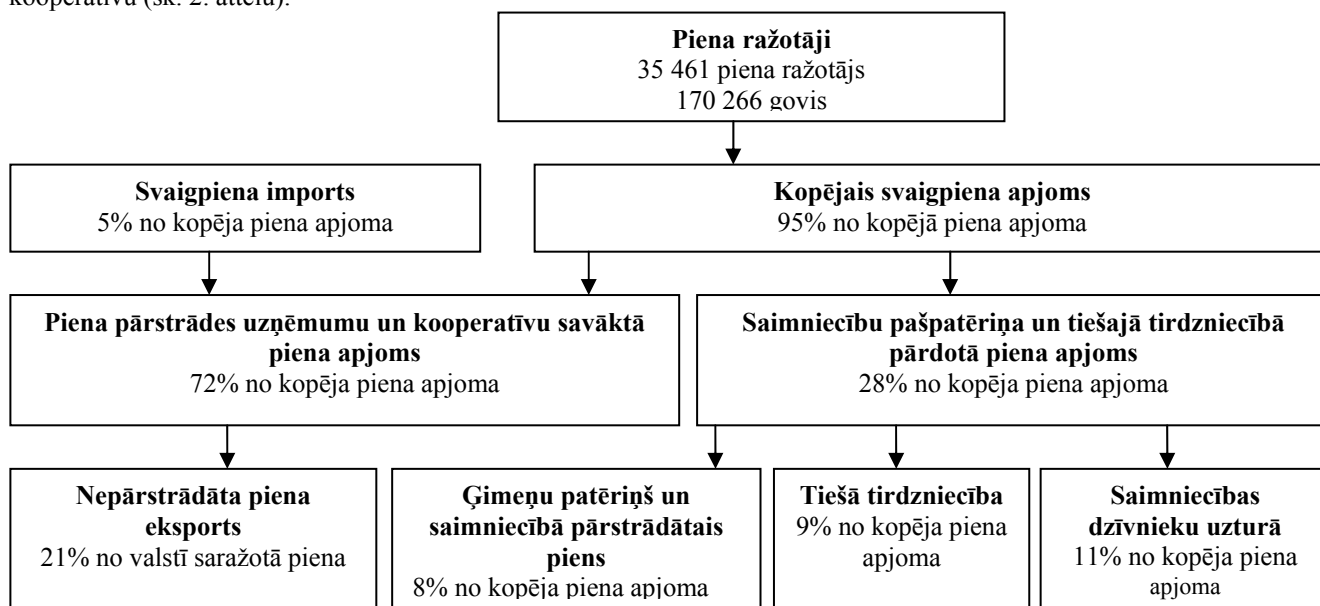 kooperatīvu (sk. 2. attēlu).
Piena ražotāji
35 461 piena ražotājs
170 266 govis
Svaigpiena imports
5% no kopēja piena apjoma
Kopējais svaigpiena apjoms
95% no kopējā piena apjoma
Piena pārstrādes uzņēmumu un kooperatīvu savāktā
piena apjoms
72% no kopēja piena apjoma
Saimniecību pašpatēriņa un tiešajā tirdzniecībā
pārdotā piena apjoms
28% no kopēja piena apjoma
Nepārstrādāta piena
eksports
21% no valstī saražotā piena
Ģimeņu patēriņš un
saimniecībā pārstrādātais
piens
8% no kopēja piena apjoma
Tiešā tirdzniecība
9% no kopēja piena
apjoma
Saimniecības
dzīvnieku uzturā
11% no kopēja piena
apjoma